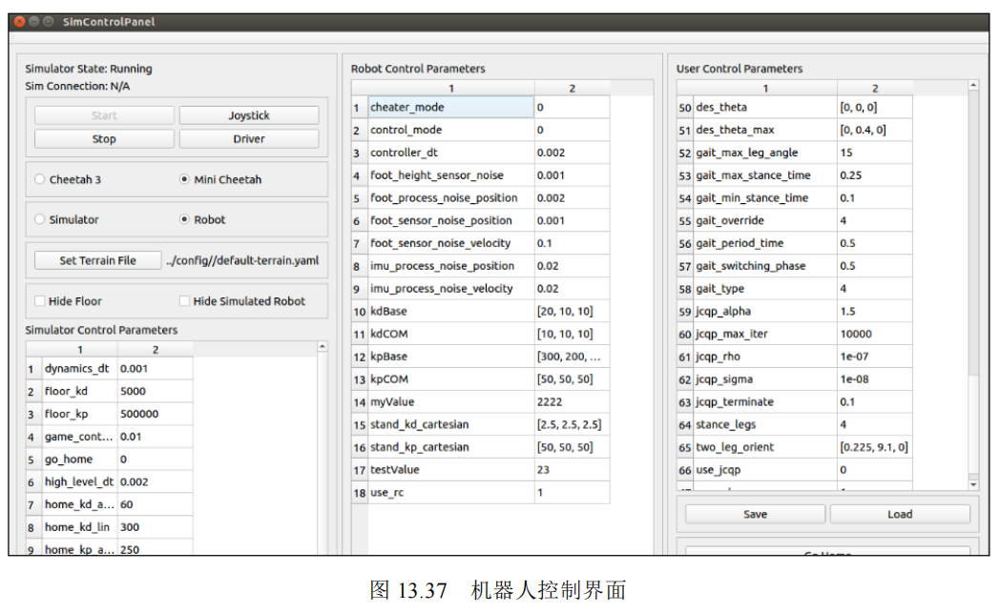 SimControlPanel
Simulator State: Running
Sim Connection: N/A
Start Joystick
Stop Driver
Cheetah 3 Mini Cheetah
Simulator Robot
Set Terrain File ../config//default-terrain.yaml
Hide Floor Hide Simulated Robot
Simulator Control Parameters
1 2
1 dynamics_dt 0.001
2 floor_kd 5000
3 floor_kp 500000
4 game_cont... 0.01
5 go_home 0
6 high_level_dt 0.002
7 home_kd_a... 60
8 home_kd_lin 300
9 home_kp_a... 250
Robot Control Parameters
1 2
1 cheater_mode 0
2 control_mode 0
3 controller_dt 0.002
4 foot_height_sensor_noise 0.001
5 foot_process_noise_position 0.002
6 foot_sensor_noise_position 0.001
7 foot_sensor_noise_velocity 0.1
8 imu_process_noise_position 0.02
9 imu_process_noise_velocity 0.02
10 kdBase [20, 10, 10]
11 kdCOM [10, 10, 10]
12 kpBase [300, 200, ...
13 kpCOM [50, 50, 50]
14 myValue 2222
15 stand_kd_cartesian [2.5, 2.5, 2.5]
16 stand_kp_cartesian [50, 50, 50]
17 testValue 23
18 use_rc 1
User Control Parameters
1 2
50 des_theta [0, 0, 0]
51 des_theta_max [0, 0.4, 0]
52 gait_max_leg_angle 15
53 gait_max_stance_time 0.25
54 gait_min_stance_time 0.1
55 gait_override 4
56 gait_period_time 0.5
57 gait_switching_phase 0.5
58 gait_type 4
59 jcqp_alpha 1.5
60 jcqp_max_iter 10000
61 jcqp_rho 1e-07
62 jcqp_sigma 1e-08
63 jcqp_terminate 0.1
64 stance_legs 4
65 two_leg_orient [0.225, 9.1, 0]
66 use_jcqp 0
Save Load
Go Home
图 13.37 机器人控制界面